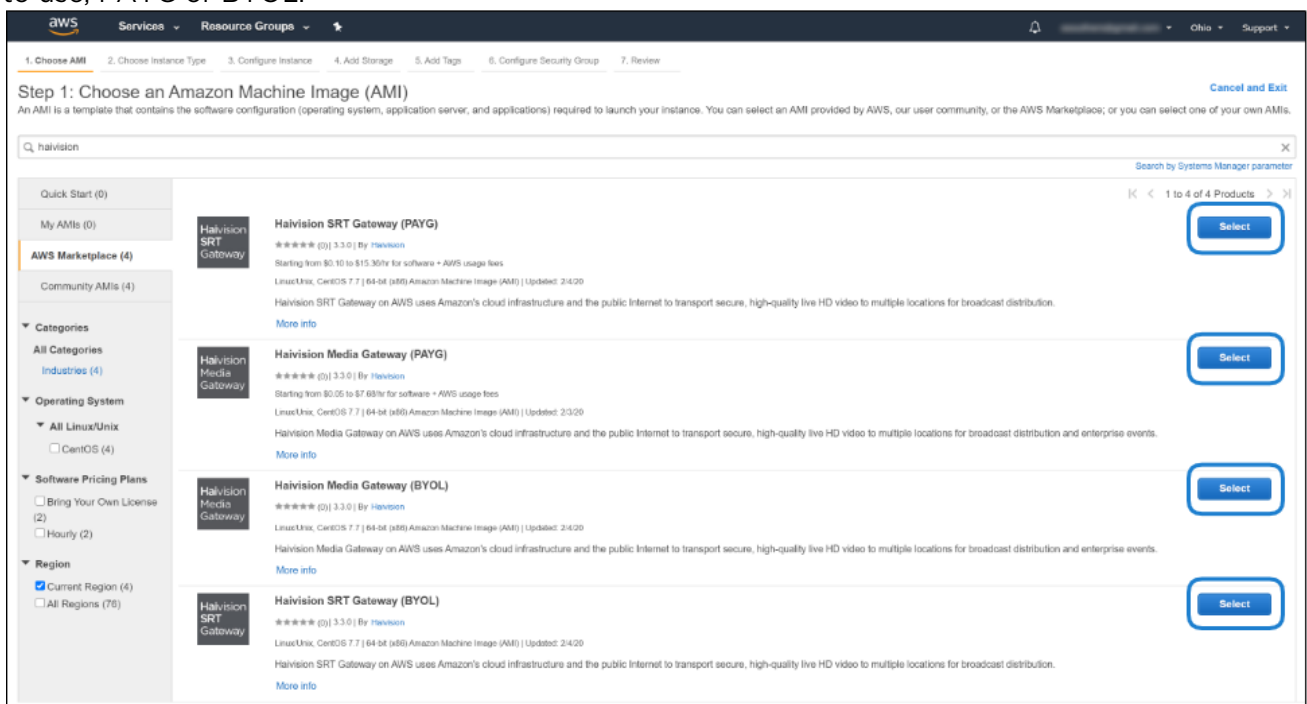 to use, PAYG or BYOL.
aws Services Resource Groups Ohio Support
1. Choose AMI 2. Choose Instance Type 3. Configure Instance 4. Add Storage 5. Add Tags 6. Configure Security Group 7. Review
Step 1: Choose an Amazon Machine Image (AMI) Cancel and Exit
An AMI is a template that contains the software configuration (operating system, application server, and applications) required to launch your instance. You can select an AMI provided by AWS, our user community, or the AWS Marketplace; or you can select one of your own AMIs.
haivision
Search by Systems Manager parameter
Quick Start (0)
My AMIs (0)
AWS Marketplace (4)
Community AMIs (4)
Categories
All Categories
Industries (4)
Operating System
All Linux/Unix
CentOS (4)
Software Pricing Plans
Bring Your Own License
(2)
Hourly (2)
Region
Current Region (4)
All Regions (76)
1 to 4 of 4 Products
Haivision
SRT
Gateway
Haivision SRT Gateway (PAYG)
Select
(0) | 3.3.0 | By Haivision
Starting from $0.10 to $15.36/hr for software + AWS usage fees
Linux/Unix, CentOS 7.7 | 64-bit (x86) Amazon Machine Image (AMI) | Updated: 2/4/20
Haivision SRT Gateway on AWS uses Amazon's cloud infrastructure and the public Internet to transport secure, high-quality live HD video to multiple locations for broadcast distribution.
More info
Haivision
Media
Gateway
Haivision Media Gateway (PAYG)
Select
(0) | 3.3.0 | By Haivision
Starting from $0.05 to $7.68/hr for software + AWS usage fees
Linux/Unix, CentOS 7.7 | 64-bit (x86) Amazon Machine Image (AMI) | Updated: 2/3/20
Haivision Media Gateway on AWS uses Amazon's cloud infrastructure and the public Internet to transport secure, high-quality live HD video to multiple locations for broadcast distribution and enterprise events.
More info
Haivision
Media
Gateway
Haivision Media Gateway (BYOL)
Select
(0) | 3.3.0 | By Haivision
Linux/Unix, CentOS 7.7 | 64-bit (x86) Amazon Machine Image (AMI) | Updated: 2/4/20
Haivision Media Gateway on AWS uses Amazon's cloud infrastructure and the public Internet to transport secure, high-quality live HD video to multiple locations for broadcast distribution and enterprise events.
More info
Haivision
SRT
Gateway
Haivision SRT Gateway (BYOL)
Select
(0) | 3.3.0 | By Haivision
Linux/Unix, CentOS 7.7 | 64-bit (x86) Amazon Machine Image (AMI) | Updated: 2/4/20
Haivision SRT Gateway on AWS uses Amazon's cloud infrastructure and the public Internet to transport secure, high-quality live HD video to multiple locations for broadcast distribution.
More info